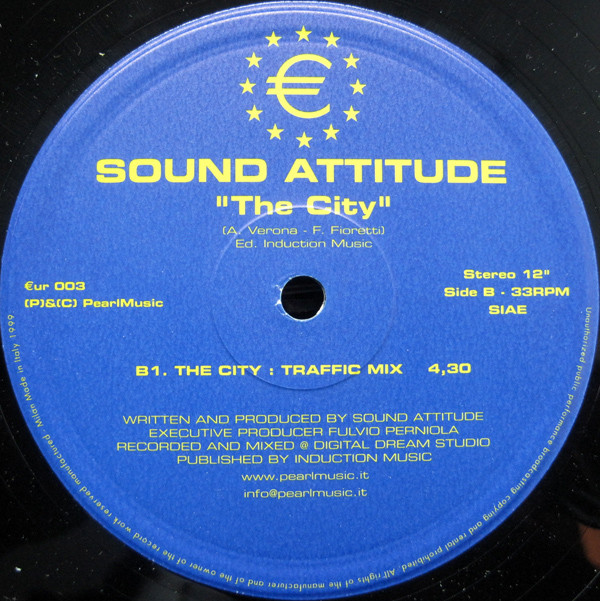 €
SOUND ATTITUDE
"The City"
(A. Verona - F. Fioretti)
Ed. Induction Music
€ur 003
(P)&(C) PearlMusic
Stereo 12"
Side B - 33RPM
SIAE
B1. THE CITY : TRAFFIC MIX 4,30
WRITTEN AND PRODUCED BY SOUND ATTITUDE
EXECUTIVE PRODUCER FULVIO PERNIOLA
RECORDED AND MIXED @ DIGITAL DREAM STUDIO
PUBLISHED BY INDUCTION MUSIC
www.pearlmusic.it
info@pearlmusic.it
Unauthorized public performance broadcasting copying and rental prohibited. All rights of the manufacturer and of the owner of the record work reserved manufactured. Milan Made in Italy 1999